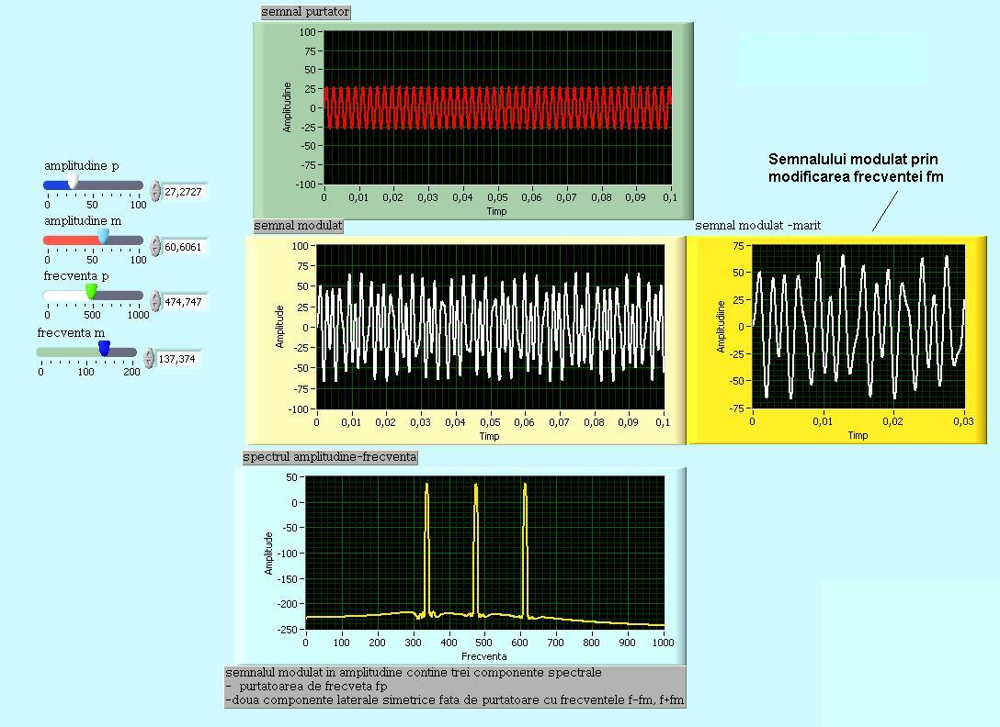 semnal purtator
100
75
50
25
0
-25
-50
-75
-100
Amplitudine
0 0,01 0,02 0,03 0,04 0,05 0,06 0,07 0,08 0,09 0,1
Timp
amplitudine p
0 50 100
27,2727
amplitudine m
0 50 100
60,6061
frecventa p
0 500 1000
474,747
frecventa m
0 100 200
137,374
Semnalului modulat prin
modificarea frecventei fm
semnal modulat
100
75
50
25
0
-25
-50
-75
-100
Amplitude
0 0,01 0,02 0,03 0,04 0,05 0,06 0,07 0,08 0,09 0,1
Timp
semnal modulat -marit
75
50
25
0
-25
-50
-75
Amplitudine
0 0,01 0,02 0,03
Timp
spectrul amplitudine-frecventa
50
0
-50
-100
-150
-200
-250
Amplitude
0 100 200 300 400 500 600 700 800 900 1000
Frecventa
semnalul modulat in amplitudine contine trei componente spectrale
- purtatoarea de frecveta fp
-doua componente laterale simetrice fata de purtatoare cu frecventele f-fm, f+fm